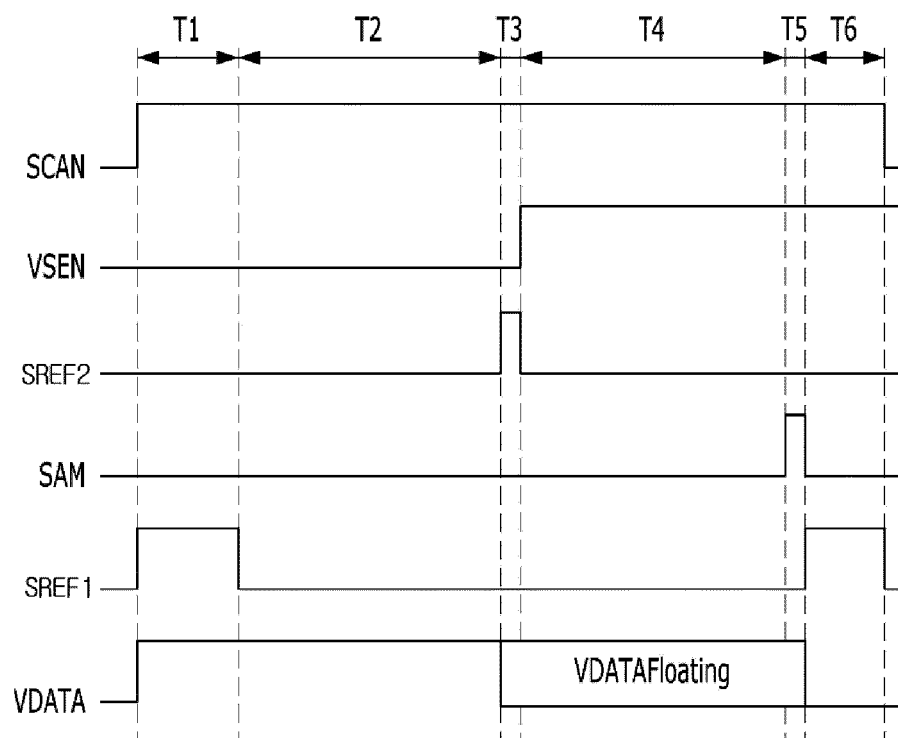 T1 T2 T3 T4 T5 T6
SCAN
VSEN
SREF2
SAM
SREF1
VDATAFloating
VDATA